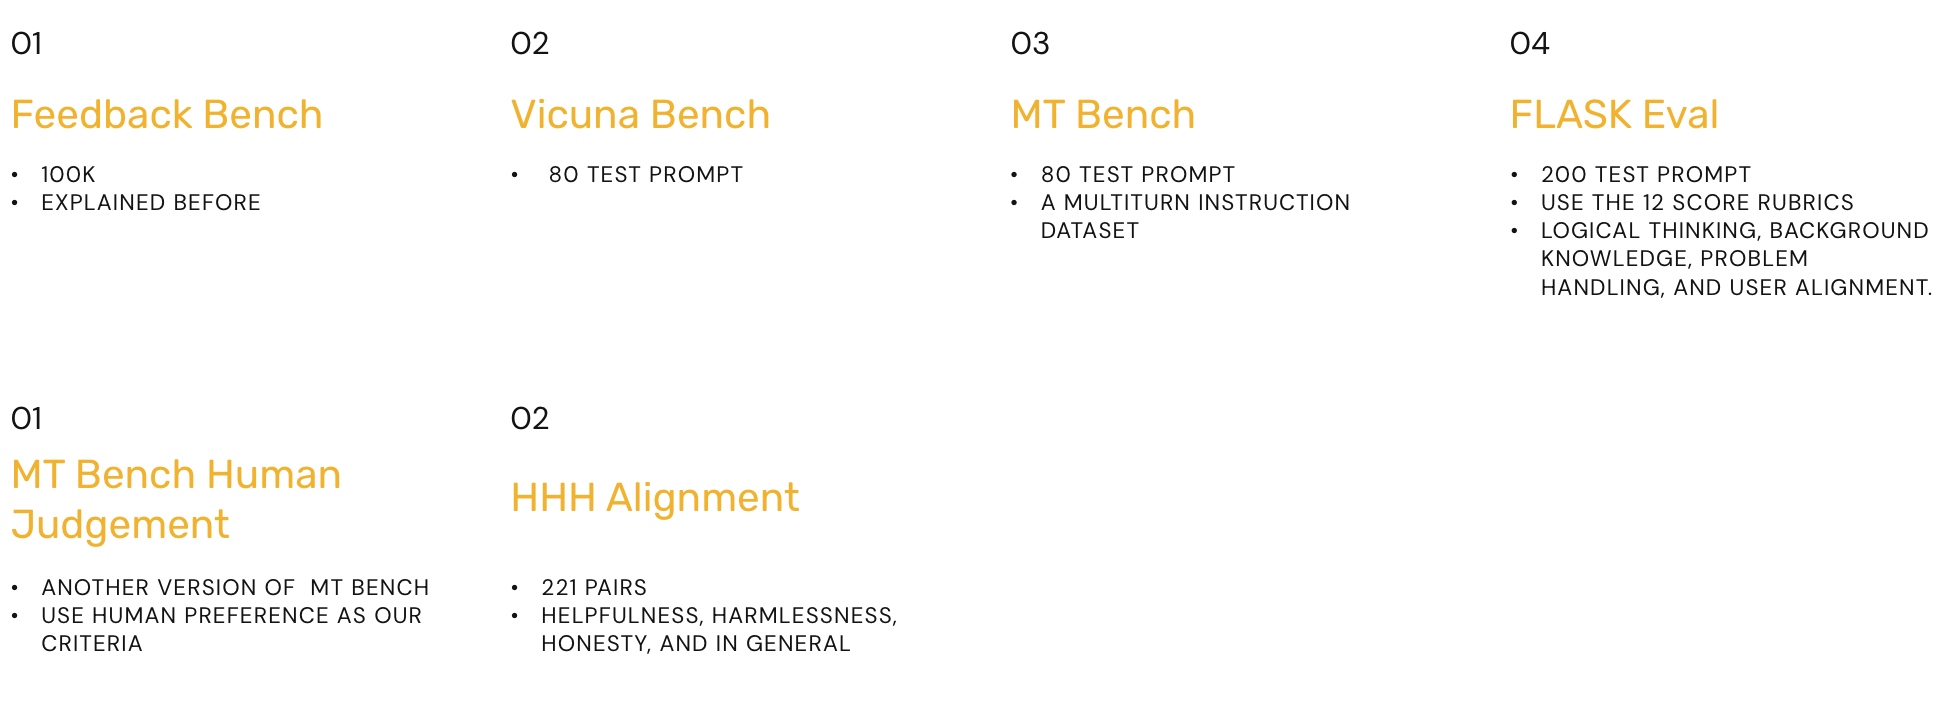 01
Feedback Bench
• 100K
• EXPLAINED BEFORE
02
Vicuna Bench
• 80 TEST PROMPT
03
MT Bench
• 80 TEST PROMPT
• A MULTITURN INSTRUCTION
DATASET
04
FLASK Eval
• 200 TEST PROMPT
• USE THE 12 SCORE RUBRICS
• LOGICAL THINKING, BACKGROUND
KNOWLEDGE, PROBLEM
HANDLING, AND USER ALIGNMENT.
01
MT Bench Human
Judgement
• ANOTHER VERSION OF  MT BENCH
• USE HUMAN PREFERENCE AS OUR
CRITERIA
02
HHH Alignment
• 221 PAIRS
• HELPFULNESS, HARMLESSNESS,
HONESTY, AND IN GENERAL